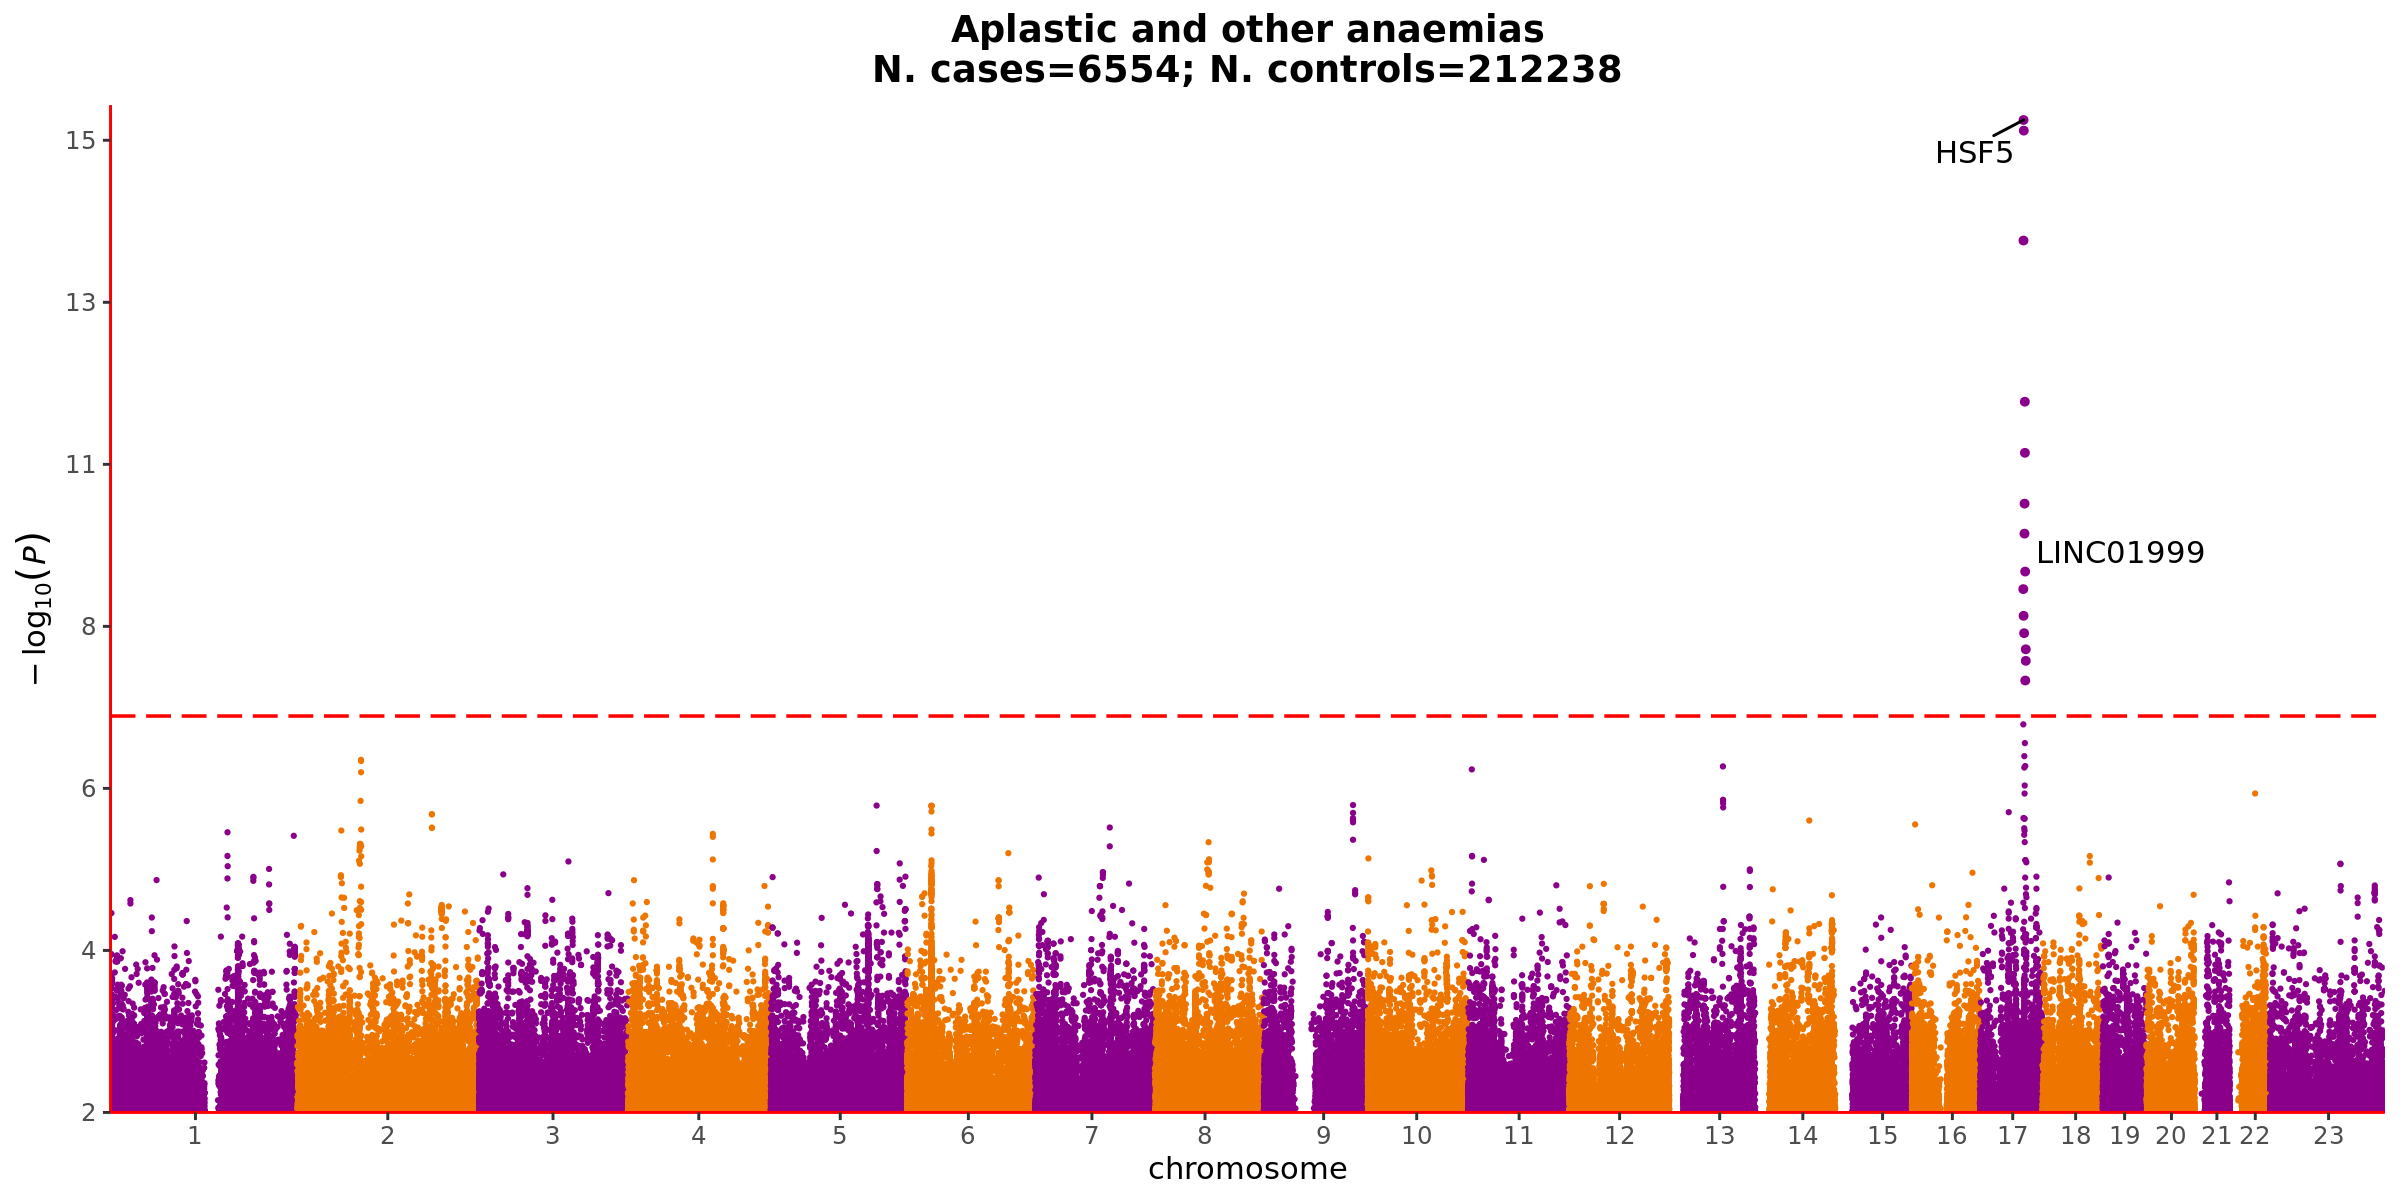 Aplastic and other anaemias
N. cases=6554; N. controls=212238
15
HSF5
13
11
LINC01999
8
6
4
2
−log10(P)
1 2 3 4 5 6 7 8 9 10 11 12 13 14 15 16 17 18 19 20 21 22 23
chromosome